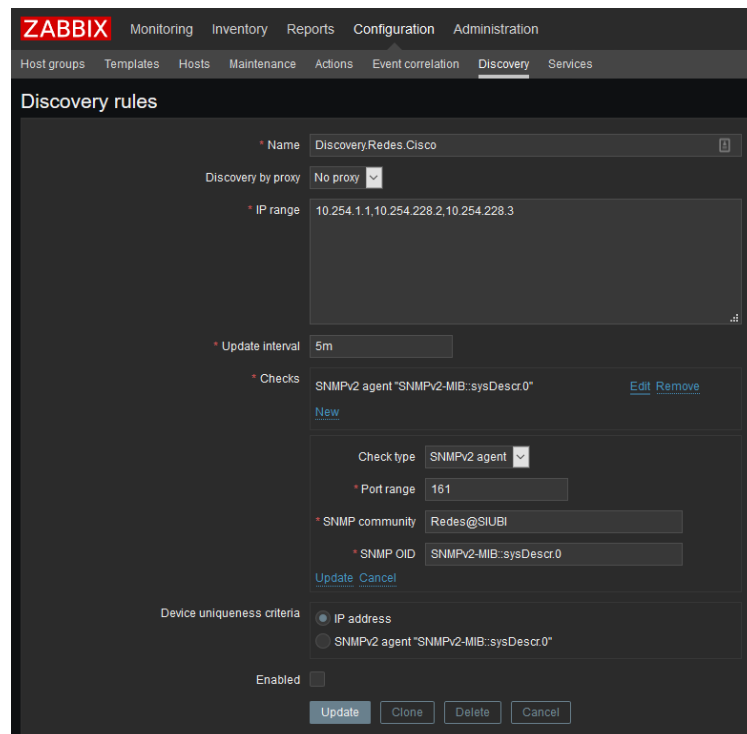 ZABBIX Monitoring Inventory Reports Configuration Administration
Host groups Templates Hosts Maintenance Actions Event correlation Discovery Services
Discovery rules
* Name Discovery.Redes.Cisco
Discovery by proxy No proxy
* IP range 10.254.1.1,10.254.228.2,10.254.228.3
* Update interval 5m
* Checks SNMPv2 agent "SNMPv2-MIB::sysDescr.0" Edit Remove
New
Check type SNMPv2 agent
* Port range 161
* SNMP community Redes@SIUBI
* SNMP OID SNMPv2-MIB::sysDescr.0
Update Cancel
Device uniqueness criteria IP address
SNMPv2 agent "SNMPv2-MIB::sysDescr.0"
Enabled
Update Clone Delete Cancel